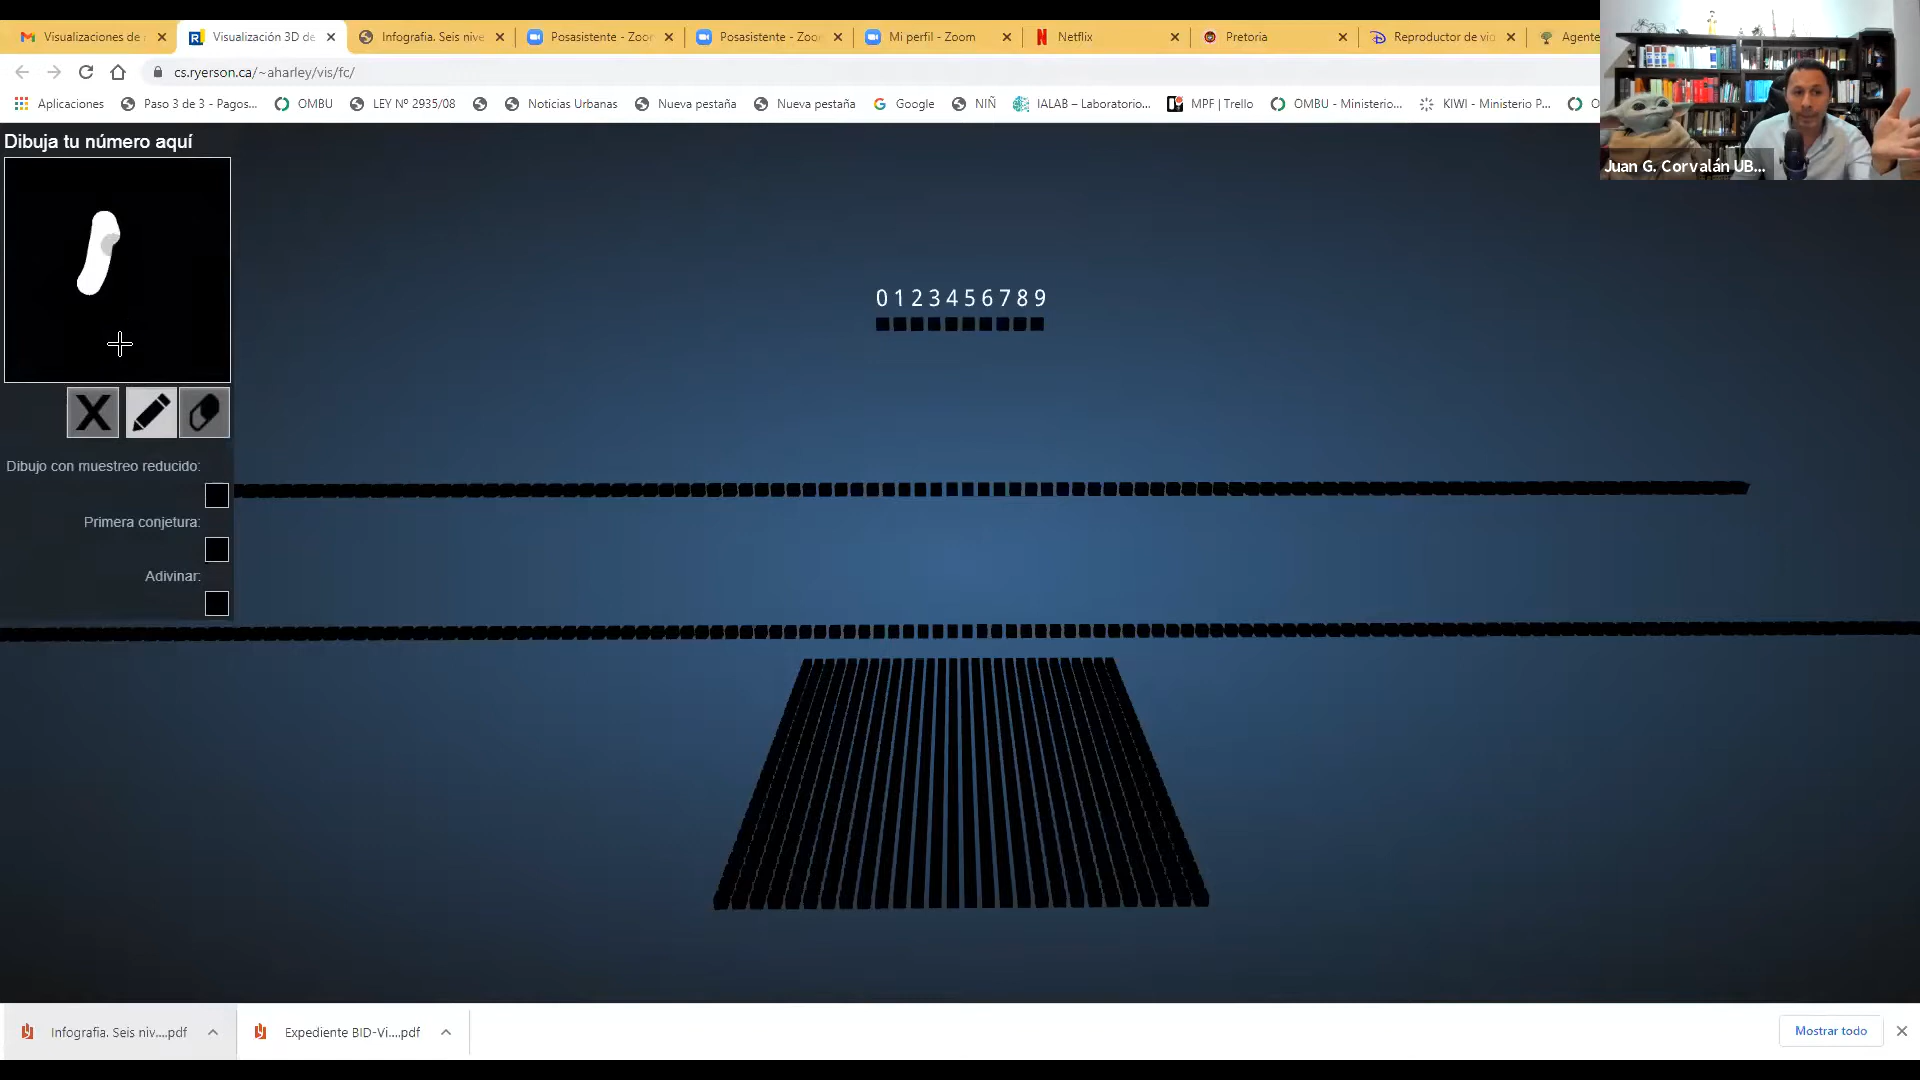 Visualizaciones de
Visualización 3D de
Infografia. Seis nive
Posasistente - Zoo
Posasistente - Zoo
Mi perfil - Zoom
Netflix
Pretoria
Reproductor de vi
Agente
cs.ryerson.ca/~aharley/vis/fc/
Aplicaciones
Paso 3 de 3 - Pagos...
OMBU
LEY Nº 2935/08
Noticias Urbanas
Nueva pestaña
Nueva pestaña
Google
NIÑ
IALAB – Laboratorio...
MPF | Trello
OMBU - Ministerio...
KIWI - Ministerio P...
O
Juan G. Corvalán UB...
Dibuja tu número aquí
0 1 2 3 4 5 6 7 8 9
Dibujo con muestreo reducido:
Primera conjetura:
Adivinar:
Infografia. Seis niv....pdf
Expediente BID-Vi....pdf
Mostrar todo